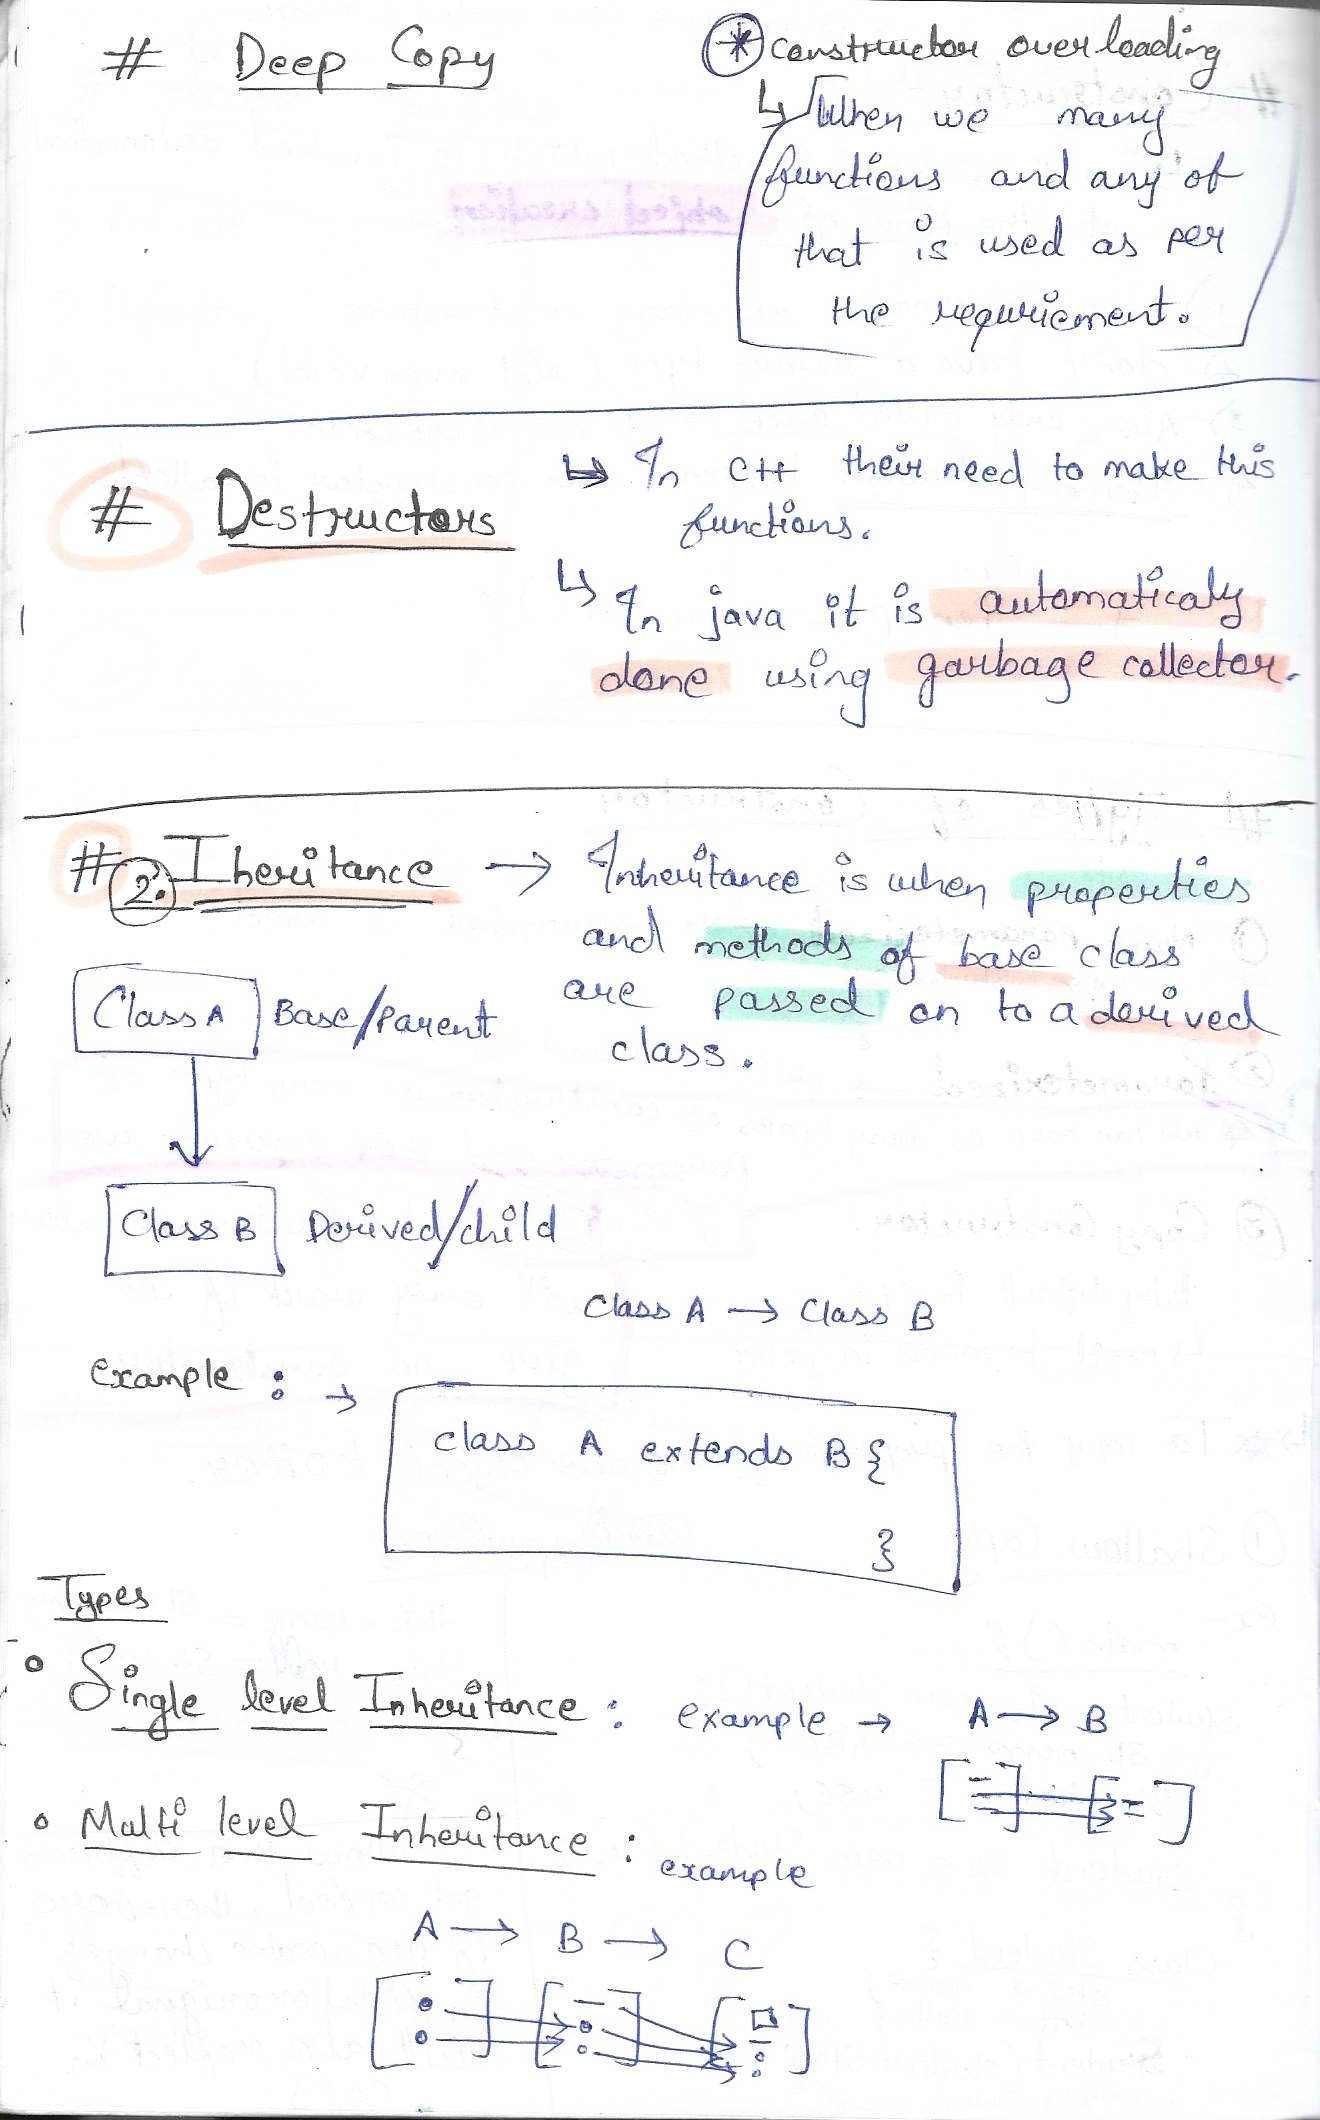 # Deep Copy
* constructor overloading
↳ When we many
functions and any of
that is used as per
the requriement.
# Destructors
↳ In C++ their need to make this
functions.
↳ In java it is automaticaly
done using garbage collector.
# 2. Iheritance → Inheritance is when properties
and methods of base class
are passed on to a derived
class.
Class A Base/Parent
Class B Derived/child
Class A → Class B
example : →
class A extends B {
}
Types
• Single level Inheritance : example → A → B
• Multi level Inheritance : example
A → B → C